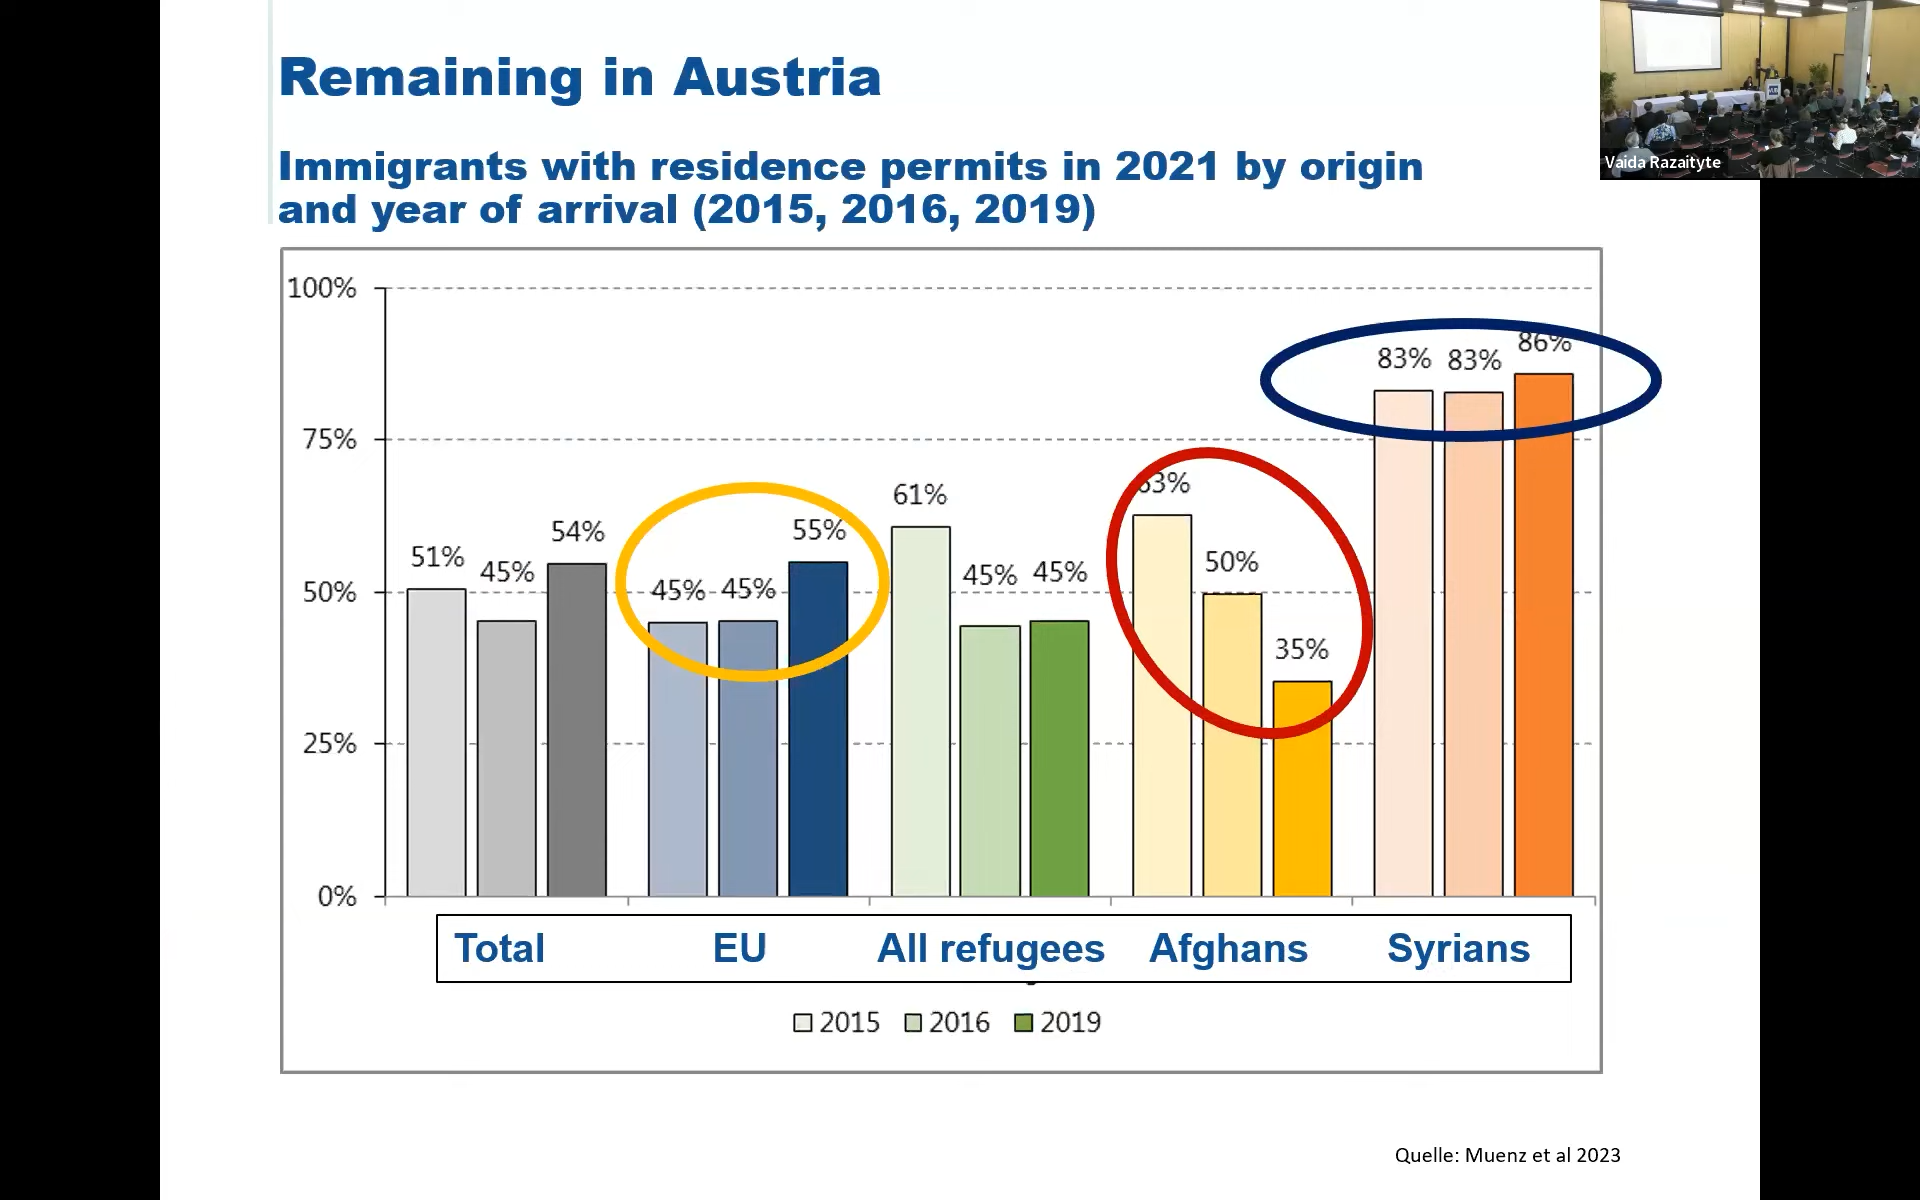 Remaining in Austria
Vaida Razaityte
Immigrants with residence permits in 2021 by origin
and year of arrival (2015, 2016, 2019)
100%
75%
50%
25%
0%
51%
45%
54%
45%
45%
55%
61%
45%
45%
63%
50%
35%
83%
83%
86%
Total EU All refugees Afghans Syrians
2015 2016 2019
Quelle: Muenz et al 2023